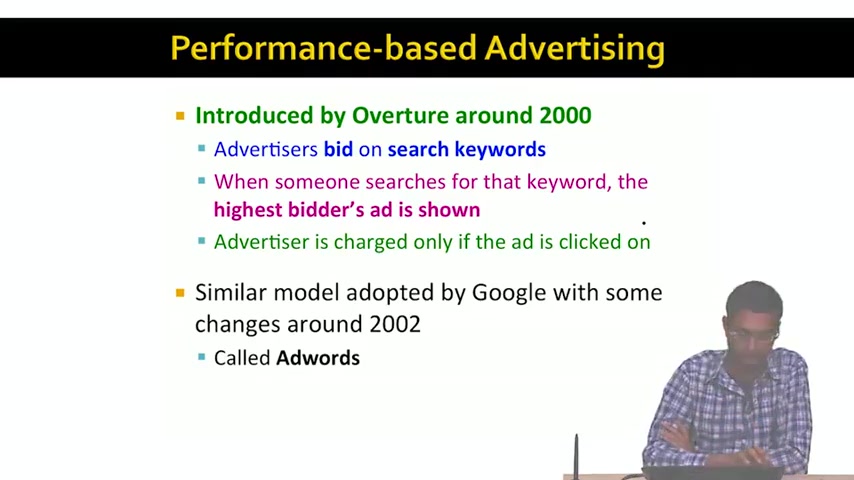 Performance-based Advertising
Introduced by Overture around 2000
Advertisers bid on search keywords
When someone searches for that keyword, the
highest bidder's ad is shown
Advertiser is charged only if the ad is clicked on
Similar model adopted by Google with some
changes around 2002
Called Adwords